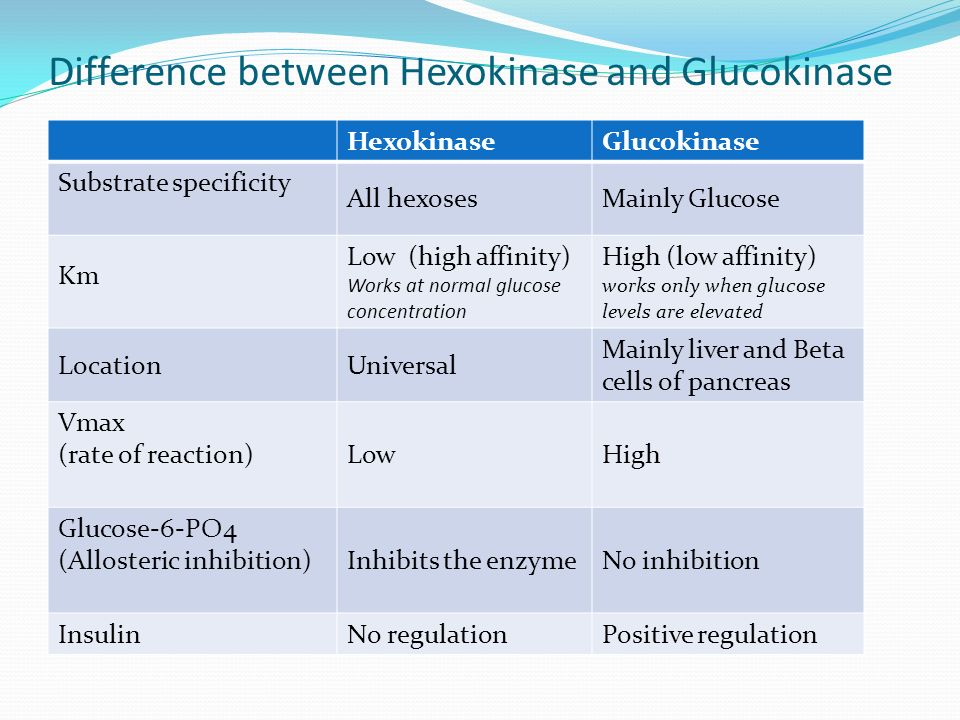 Difference between Hexokinase and Glucokinase
Hexokinase Glucokinase
Substrate specificity
All hexoses Mainly Glucose
Km
Low (high affinity)
Works at normal glucose
concentration
High (low affinity)
works only when glucose
levels are elevated
Location
Universal
Mainly liver and Beta
cells of pancreas
Vmax
(rate of reaction)
Low
High
Glucose-6-PO4
(Allosteric inhibition)
Inhibits the enzyme
No inhibition
Insulin
No regulation
Positive regulation